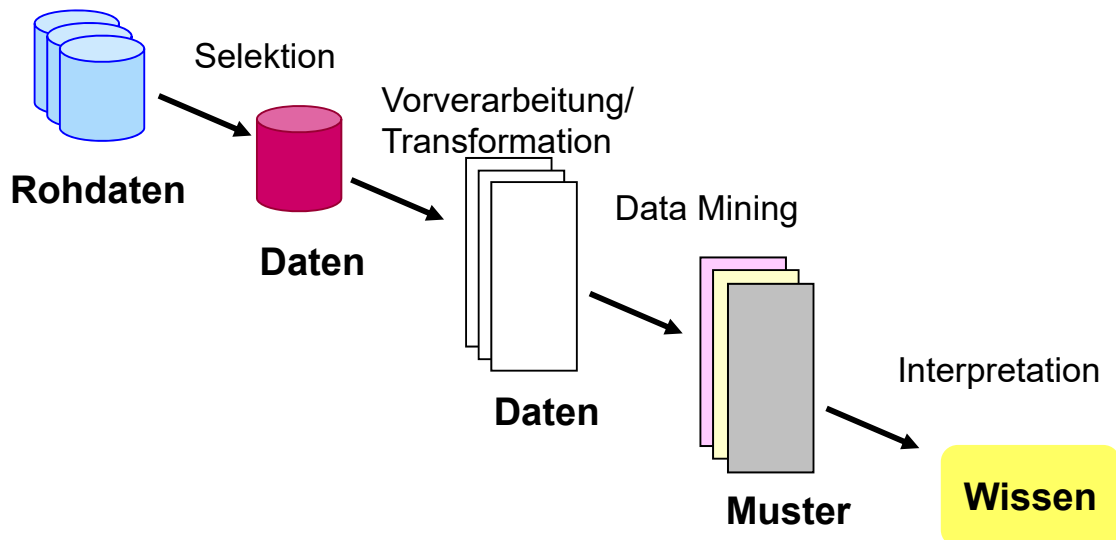 Selektion
Rohdaten
Vorverarbeitung/
Transformation
Daten
Data Mining
Daten
Interpretation
Muster
Wissen